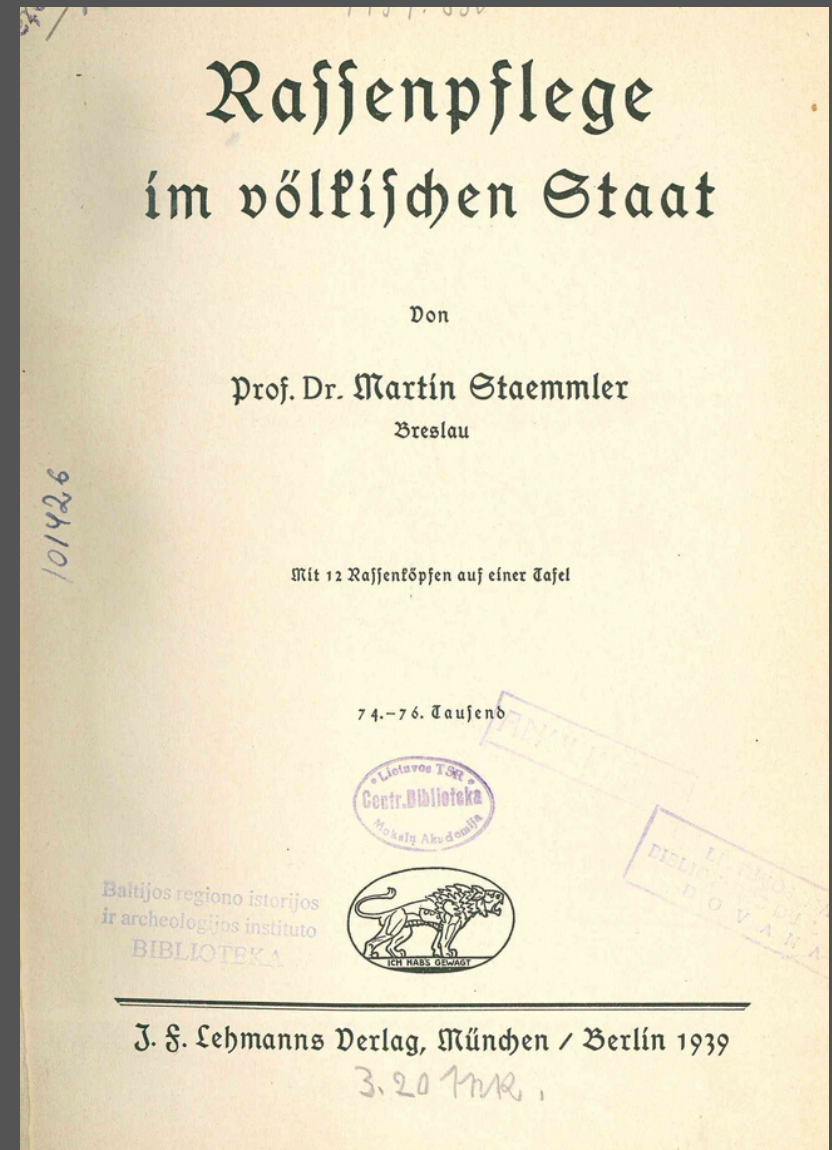 Rassenpflege
im völkischen Staat
Von
Prof. Dr. Martin Staemmler
Breslau
101426
Mit 12 Rassenköpfen auf einer Tafel
74.–76. Tausend
Lietuvos TSR
Centr. Biblioteka
Mokslų Akademija
Baltijos regiono istorijos
ir archeologijos instituto
BIBLIOTEKA
DOVANA
ICH HAB'S GEWAGT
J. F. Lehmanns Verlag, München / Berlin 1939
3.20